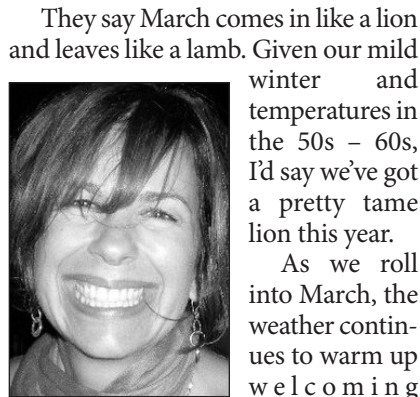 They say March comes in like a lion
and leaves like a lamb. Given our mild
winter and
temperatures in
the 50s – 60s,
I'd say we've got
a pretty tame
lion this year.
As we roll
into March, the
weather contin-
ues to warm up
welcoming